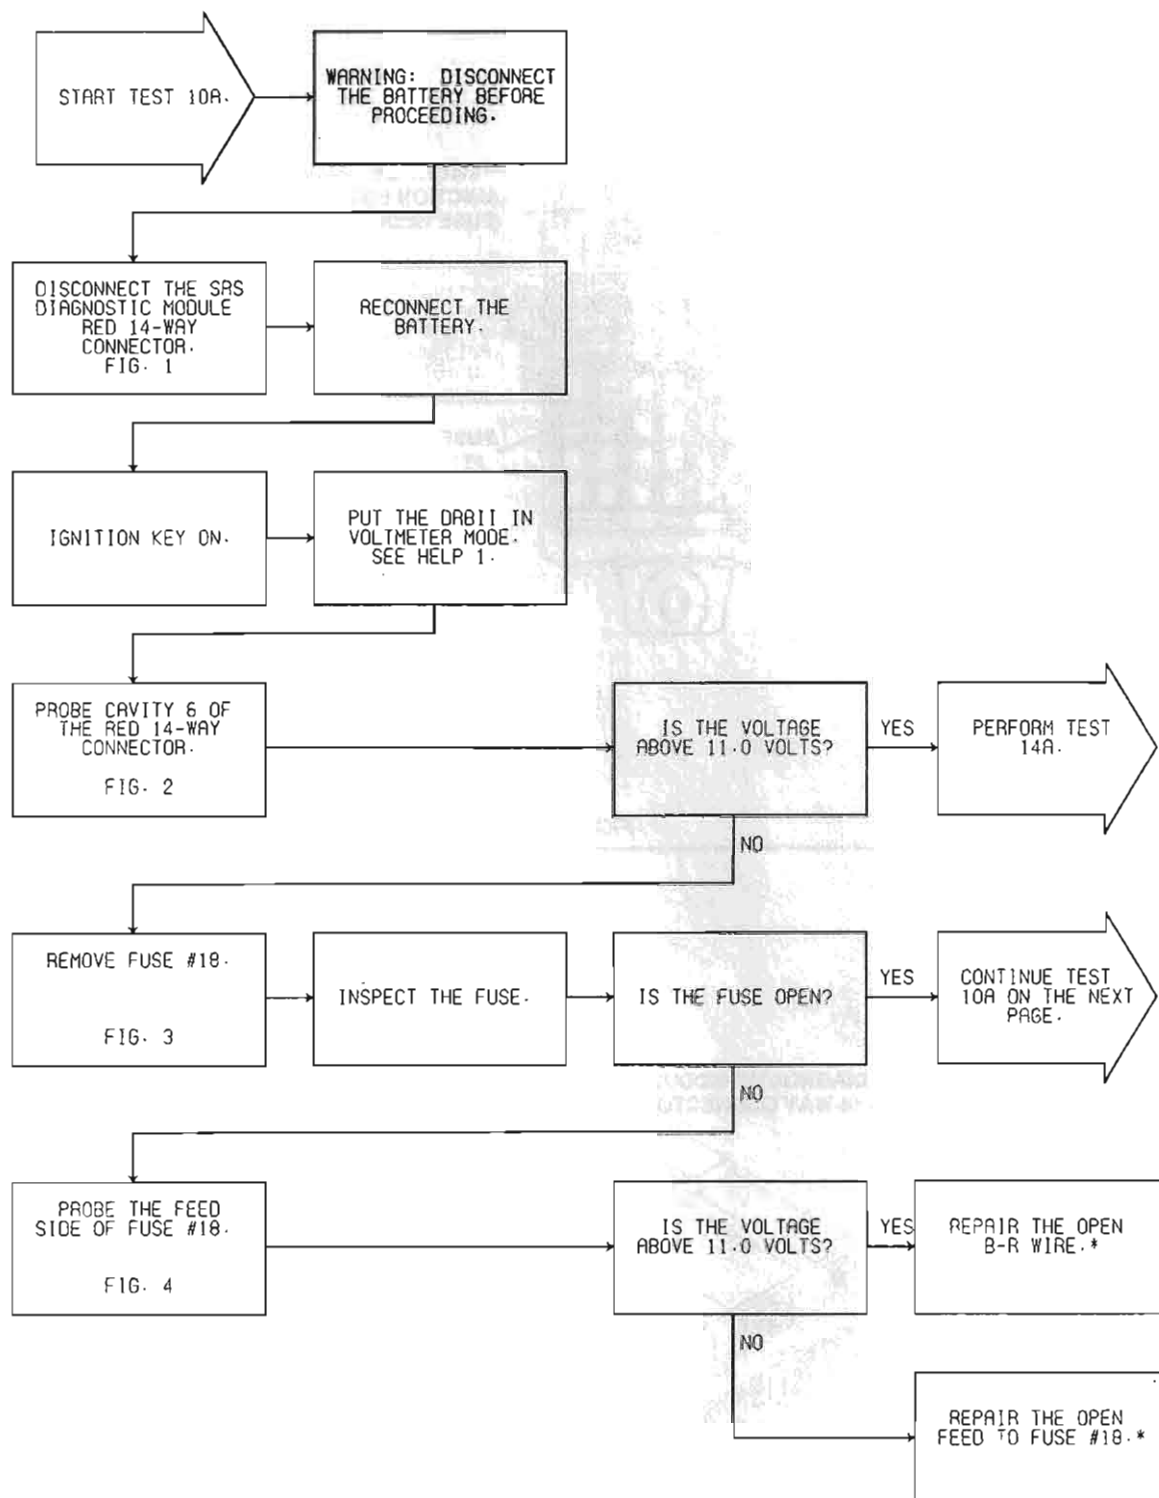 START TEST 10A.
WARNING: DISCONNECT
THE BATTERY BEFORE
PROCEEDING.
DISCONNECT THE SRS
DIAGNOSTIC MODULE
RED 14-WAY
CONNECTOR.
FIG. 1
RECONNECT THE
BATTERY.
IGNITION KEY ON.
PUT THE DRBII IN
VOLTMETER MODE.
SEE HELP 1.
PROBE CAVITY 6 OF
THE RED 14-WAY
CONNECTOR.
FIG. 2
IS THE VOLTAGE
ABOVE 11.0 VOLTS?
YES
PERFORM TEST
14A.
NO
REMOVE FUSE #18.
FIG. 3
INSPECT THE FUSE.
IS THE FUSE OPEN?
YES
CONTINUE TEST
10A ON THE NEXT
PAGE.
NO
PROBE THE FEED
SIDE OF FUSE #18.
FIG. 4
IS THE VOLTAGE
ABOVE 11.0 VOLTS?
YES
REPAIR THE OPEN
B-R WIRE.*
NO
REPAIR THE OPEN
FEED TO FUSE #18.*